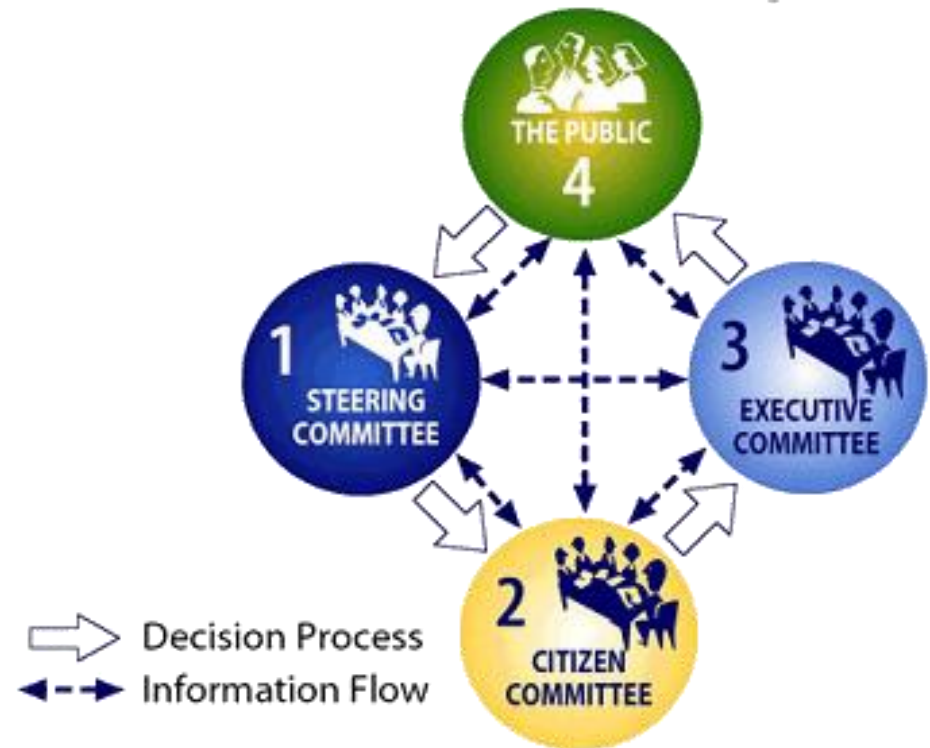 THE PUBLIC
4
1
STEERING
COMMITTEE
3
EXECUTIVE
COMMITTEE
2
CITIZEN
COMMITTEE
Decision Process
Information Flow